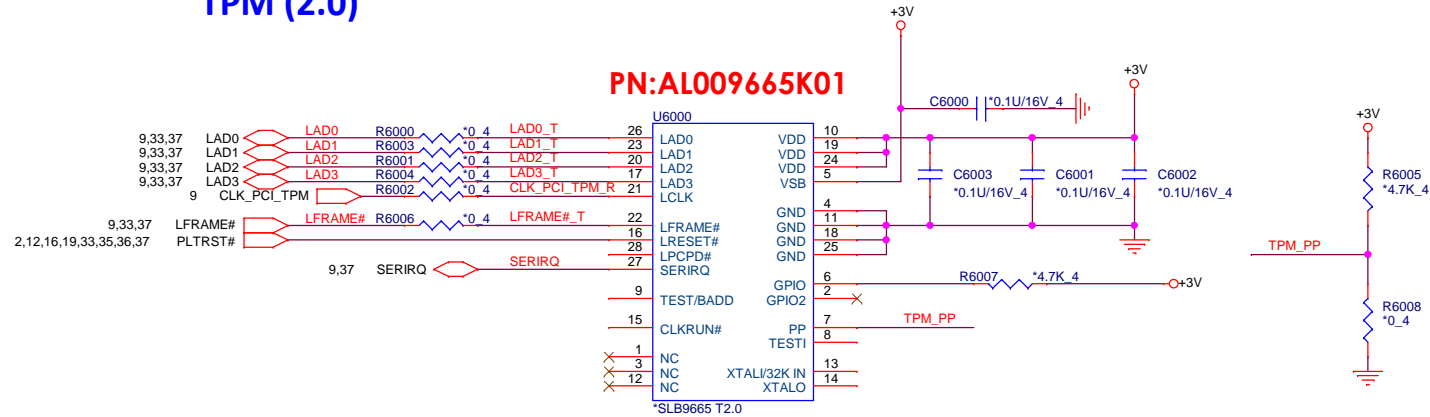 TPM (2.0)
+3V
PN:AL009665K01
+3V
C6000 *0.1U/16V_4
+3V
U6000
9,33,37 LAD0 LAD0 R6000 *0_4 LAD0_T 26 LAD0 VDD 10
9,33,37 LAD1 LAD1 R6003 *0_4 LAD1_T 23 LAD1 VDD 19
9,33,37 LAD2 LAD2 R6001 *0_4 LAD2_T 20 LAD2 VDD 24
9,33,37 LAD3 LAD3 R6004 *0_4 LAD3_T 17 LAD3 VSB 5
9 CLK_PCI_TPM R6002 *0_4 CLK_PCI_TPM_R 21 LCLK
C6003 *0.1U/16V_4
C6001 *0.1U/16V_4
C6002 *0.1U/16V_4
R6005 *4.7K_4
GND 4
9,33,37 LFRAME# LFRAME# R6006 *0_4 LFRAME#_T 22 LFRAME# GND 11
2,12,16,19,33,35,36,37 PLTRST# 16 LRESET# GND 18
28 LPCPD# GND 25
9,37 SERIRQ SERIRQ 27 SERIRQ
TPM_PP
GPIO 6 R6007 *4.7K_4 +3V
9 TEST/BADD GPIO2 2
R6008 *0_4
15 CLKRUN# PP 7 TPM_PP
TESTI 8
1 NC
3 NC XTALI/32K IN 13
12 NC XTALO 14
*SLB9665 T2.0